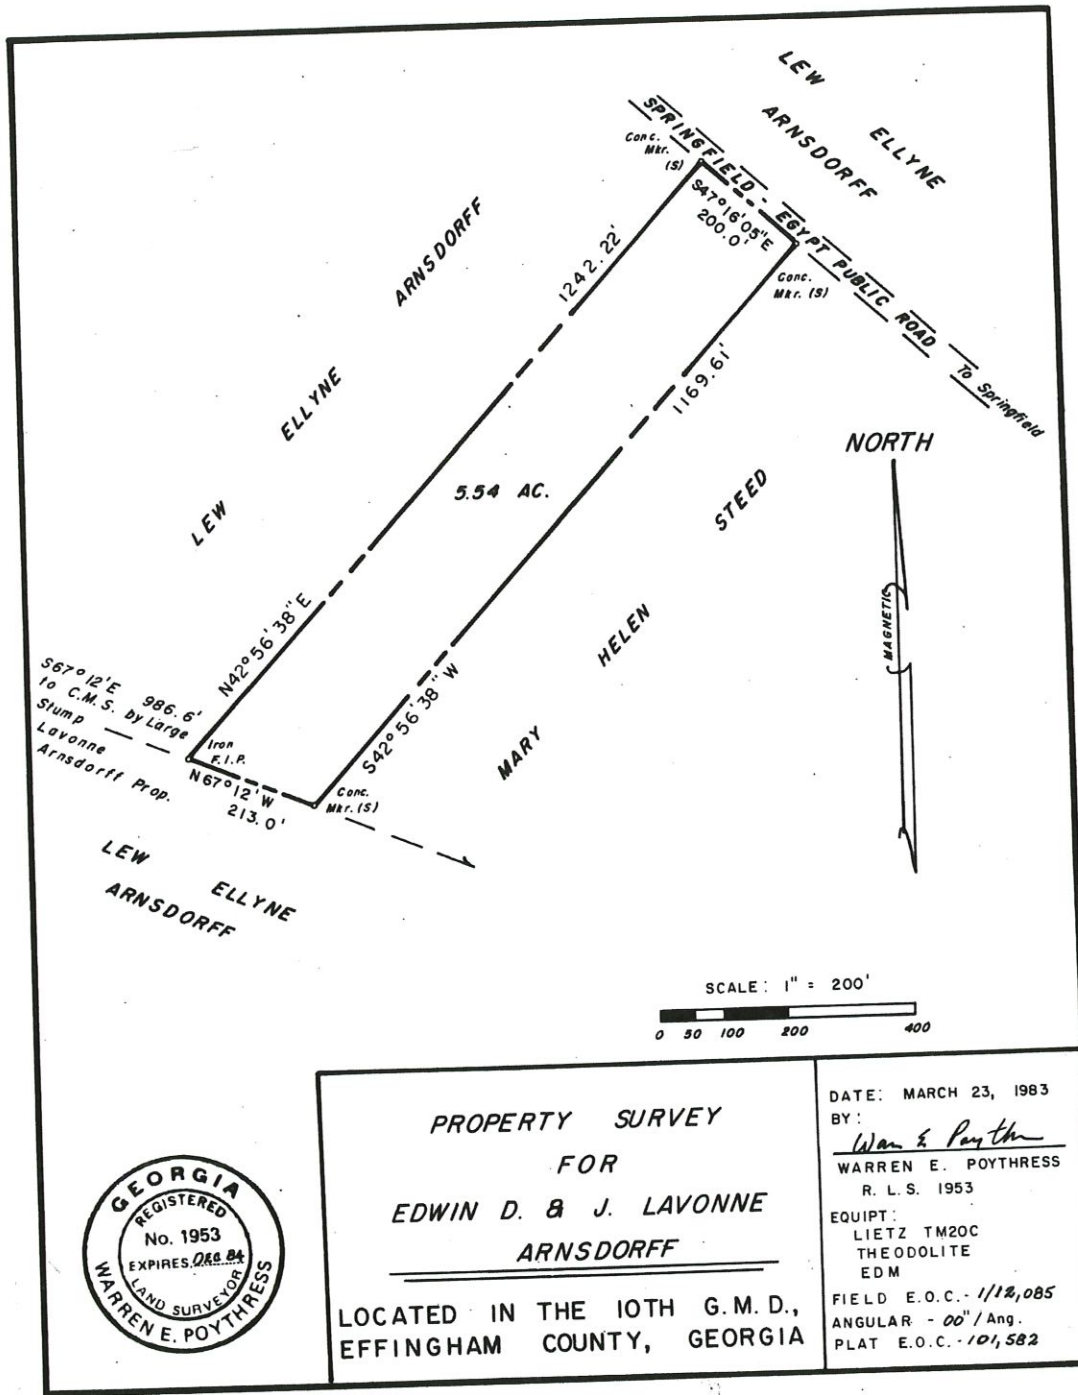 LEW ELLYNE
ARNSDORFF
SPRINGFIELD - EGYPT PUBLIC ROAD
To Springfield
Conc.
Mkr.
(S)
S47°16'05"E
200.0'
Conc.
Mkr. (S)
LEW ELLYNE ARNSDORFF
1242.22'
1169.61'
NORTH
MAGNETIC
5.54 AC.
MARY HELEN STEED
N42°56'38"E
S42°56'38"W
S67°12'E 986.6'
to C.M.S. by Large
Stump
Lavonne
Arnsdorff Prop.
Iron
F.I.P.
N67°12'W
213.0'
Conc.
Mkr. (S)
LEW ELLYNE
ARNSDORFF
SCALE: 1" = 200'
0 50 100 200 400
PROPERTY SURVEY
FOR
EDWIN D. & J. LAVONNE
ARNSDORFF
LOCATED IN THE 10TH G.M.D.,
EFFINGHAM COUNTY, GEORGIA
DATE: MARCH 23, 1983
BY:
Warren E. Poythress
WARREN E. POYTHRESS
R. L. S. 1953
EQUIPT:
LIETZ TM20C
THEODOLITE
EDM
FIELD E.O.C. - 1/12,085
ANGULAR - 00"/Ang.
PLAT E.O.C. - 101,582
GEORGIA
REGISTERED
No. 1953
EXPIRES Dec 84
LAND SURVEYOR
WARREN E. POYTHRESS